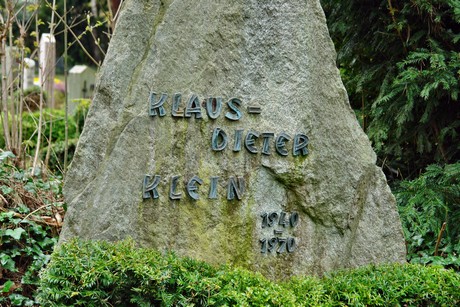 KLAUS=
DIETER
KLEIN
1940
–
1970